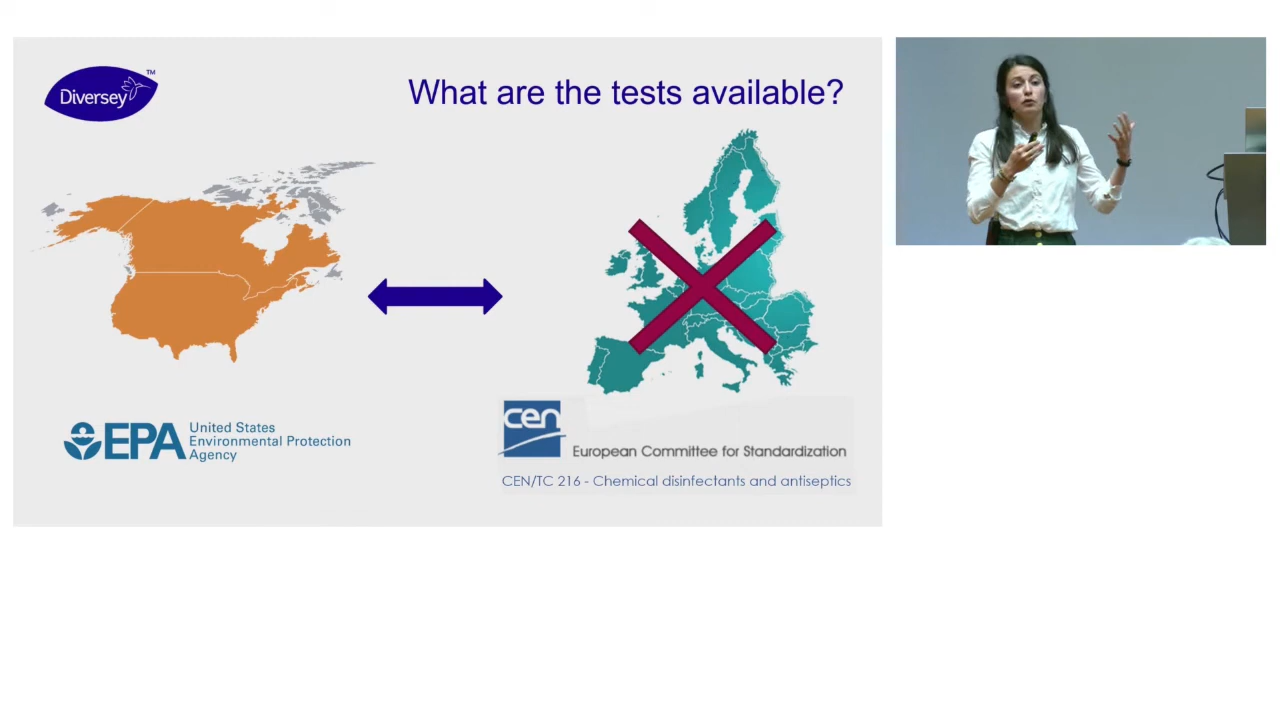 Diversey™
What are the tests available?
EPA
United States
Environmental Protection
Agency
cen
European Committee for Standardization
CEN/TC 216 - Chemical disinfectants and antiseptics